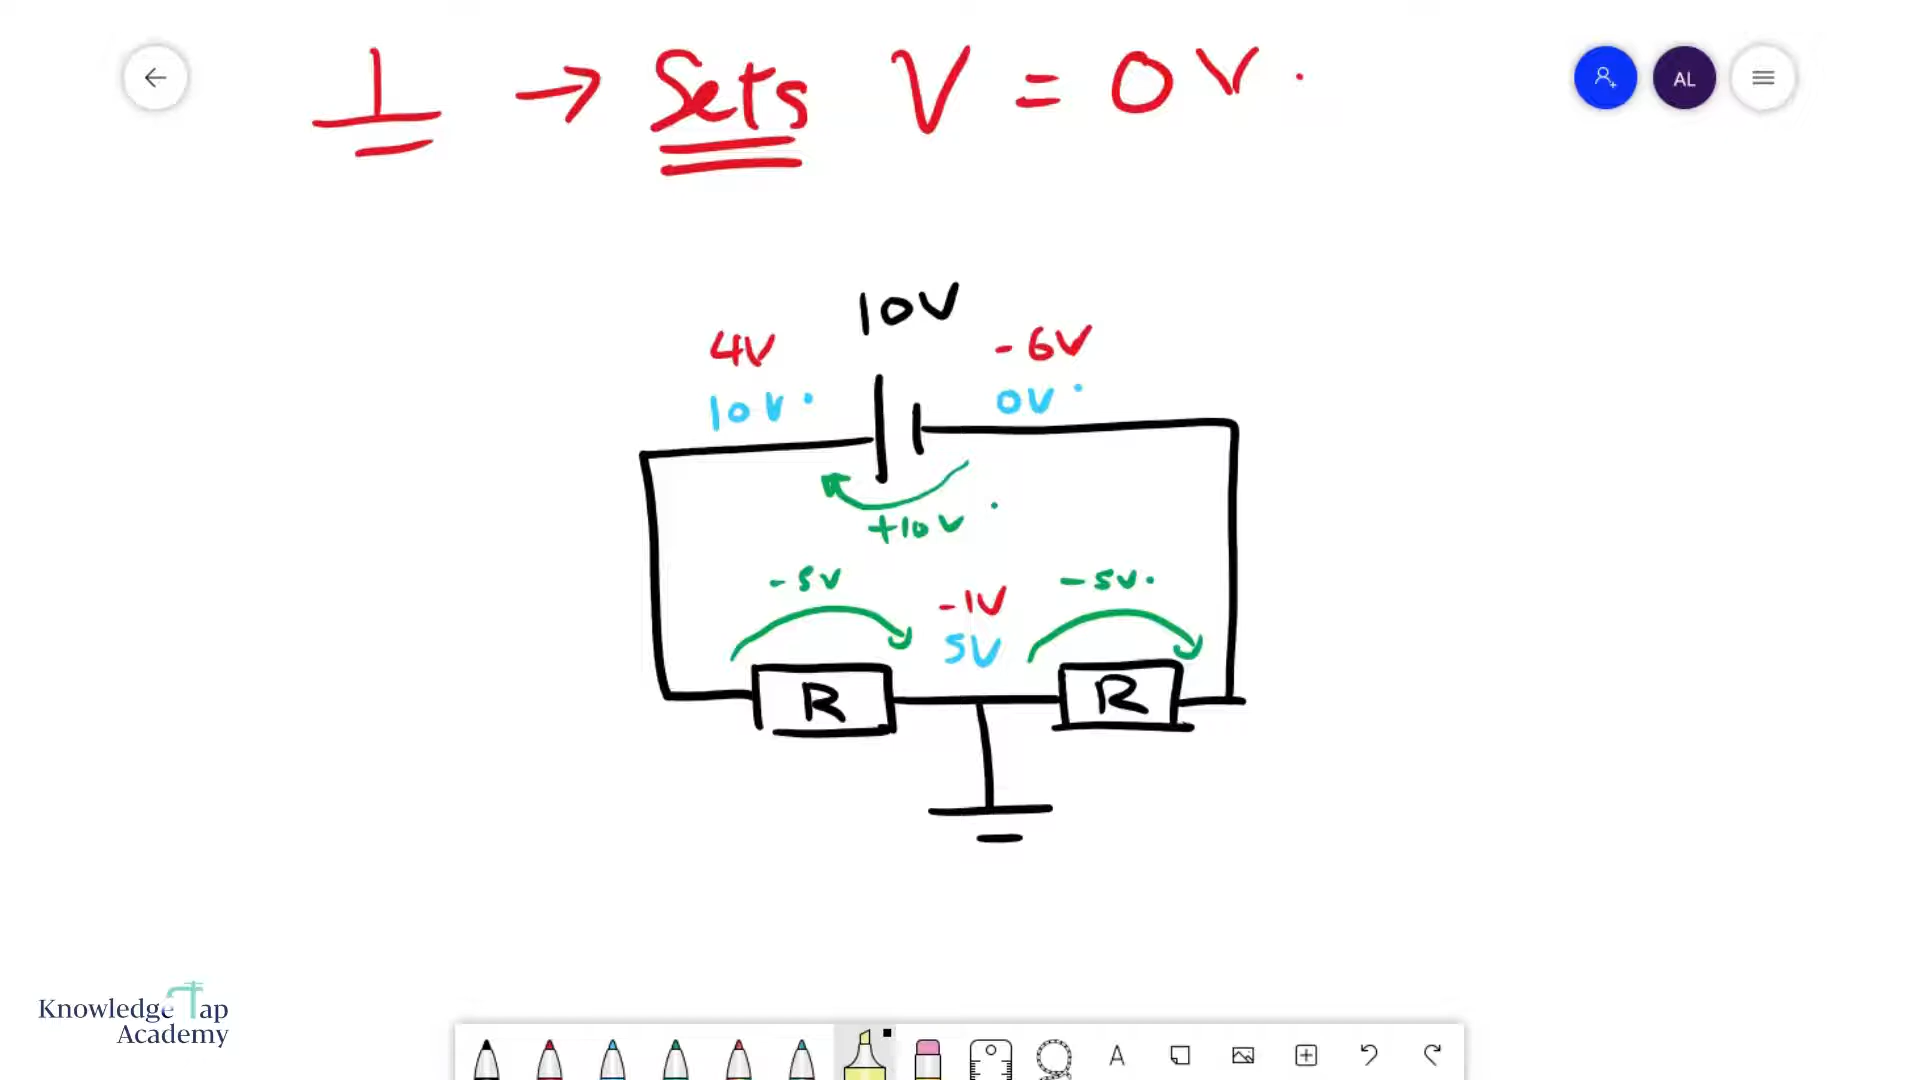 → Sets V = 0V.
AL
10V
4V
-6V
10V.
0V.
+10V.
-5V
-5V.
-1V
5V
R
R
Knowledge Tap
Academy
A